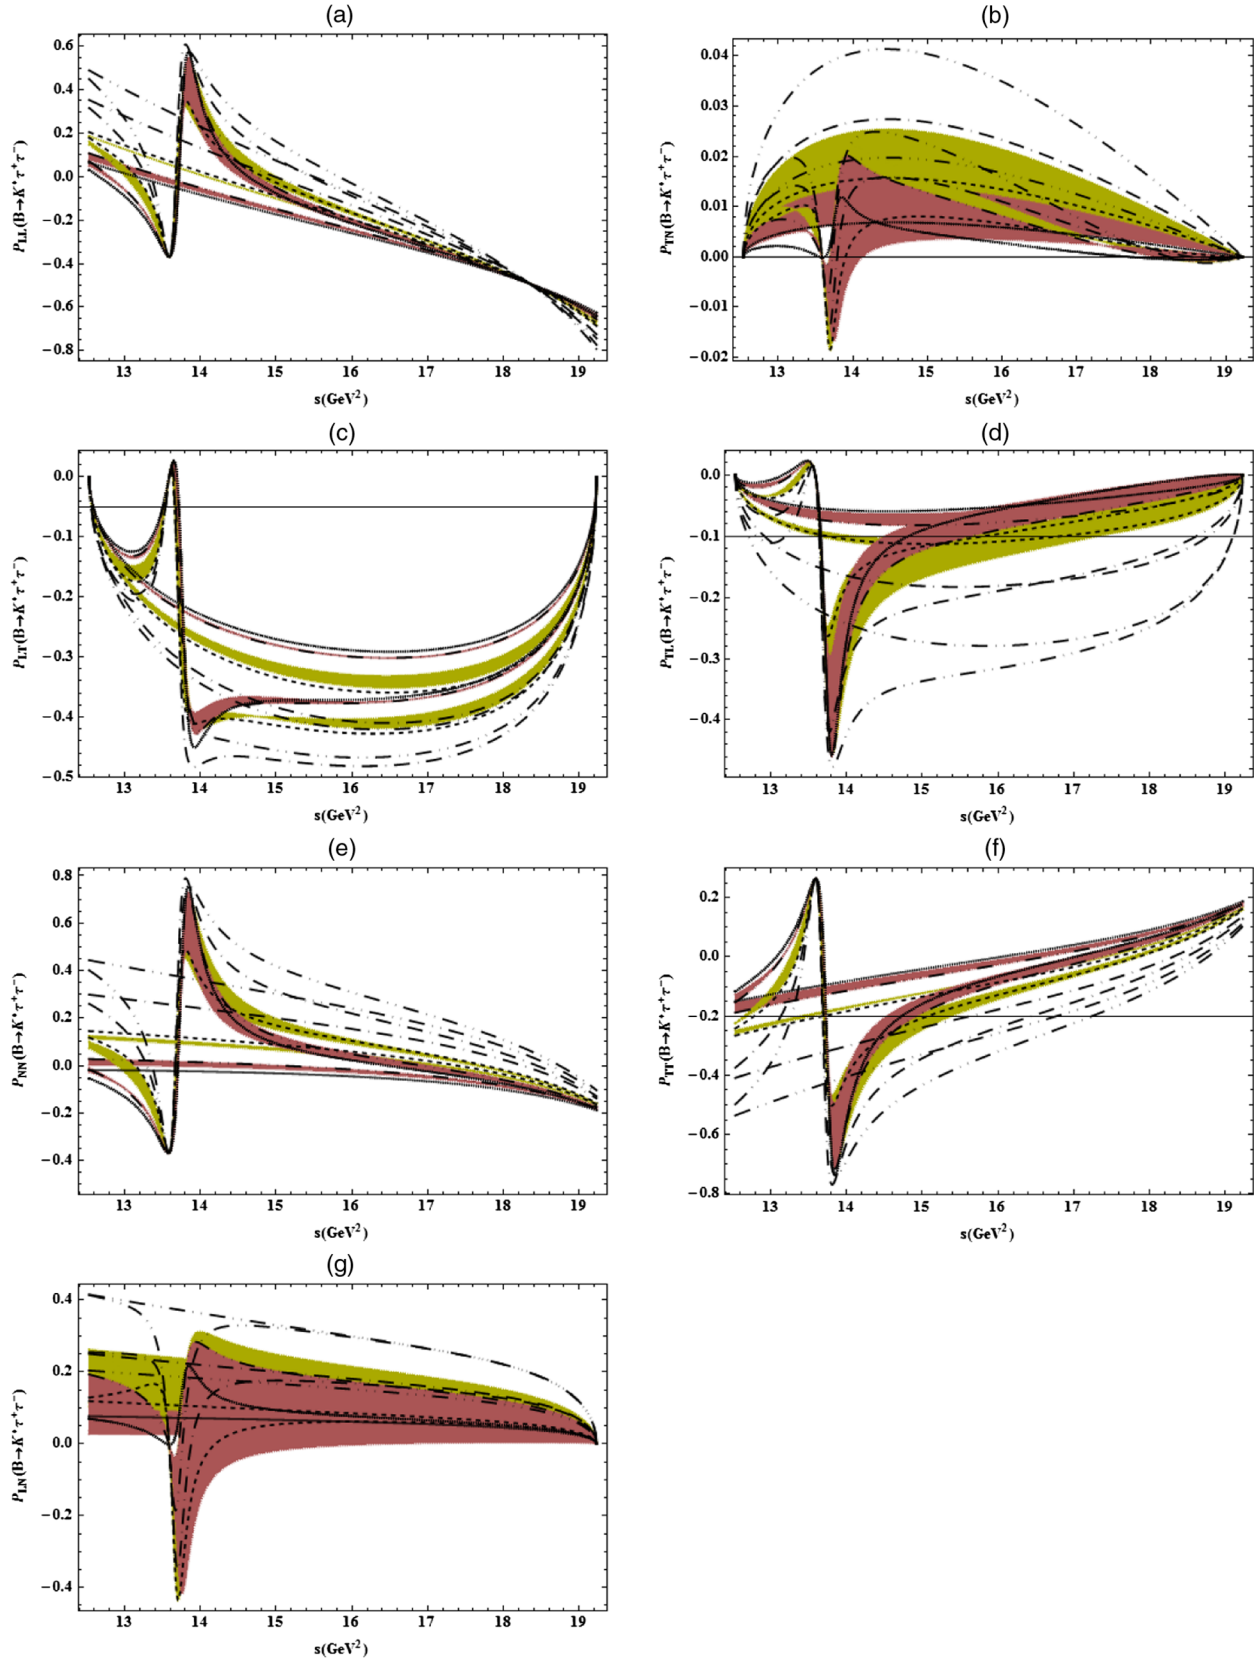 (a)
0.6
0.4
0.2
0.0
−0.2
−0.4
−0.6
−0.8
P_LL(B→K*τ+τ−)
13 14 15 16 17 18 19
s(GeV²)
(b)
0.04
0.03
0.02
0.01
0.00
−0.01
−0.02
P_TN(B→K*τ+τ−)
13 14 15 16 17 18 19
s(GeV²)
(c)
0.0
−0.1
−0.2
−0.3
−0.4
−0.5
P_LT(B→K*τ+τ−)
13 14 15 16 17 18 19
s(GeV²)
(d)
0.0
−0.1
−0.2
−0.3
−0.4
P_TL(B→K*τ+τ−)
13 14 15 16 17 18 19
s(GeV²)
(e)
0.8
0.6
0.4
0.2
0.0
−0.2
−0.4
P_NN(B→K*τ+τ−)
13 14 15 16 17 18 19
s(GeV²)
(f)
0.2
0.0
−0.2
−0.4
−0.6
−0.8
P_TT(B→K*τ+τ−)
13 14 15 16 17 18 19
s(GeV²)
(g)
0.4
0.2
0.0
−0.2
−0.4
P_LN(B→K*τ+τ−)
13 14 15 16 17 18 19
s(GeV²)